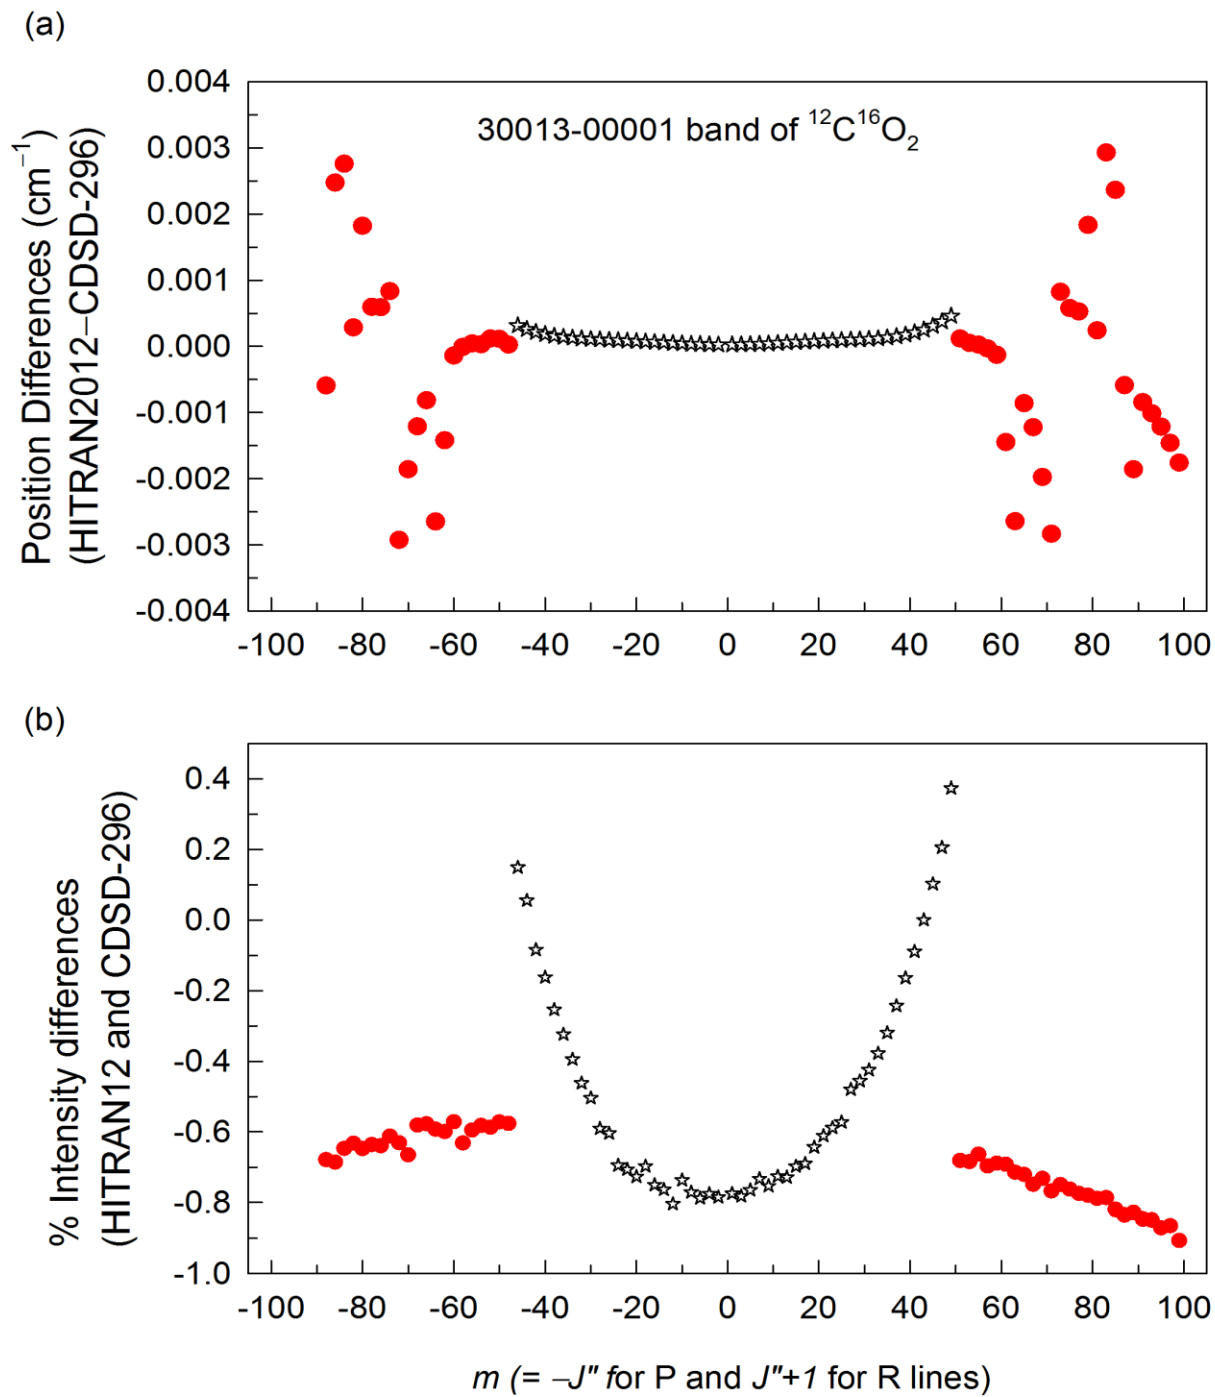 (a)
Position Differences (cm⁻¹)
(HITRAN2012–CDSD-296)
30013-00001 band of ¹²C¹⁶O₂
0.004
0.003
0.002
0.001
0.000
-0.001
-0.002
-0.003
-0.004
-100 -80 -60 -40 -20 0 20 40 60 80 100
(b)
% Intensity differences
(HITRAN12 and CDSD-296)
0.4
0.2
0.0
-0.2
-0.4
-0.6
-0.8
-1.0
-100 -80 -60 -40 -20 0 20 40 60 80 100
m (= –J" for P and J"+1 for R lines)